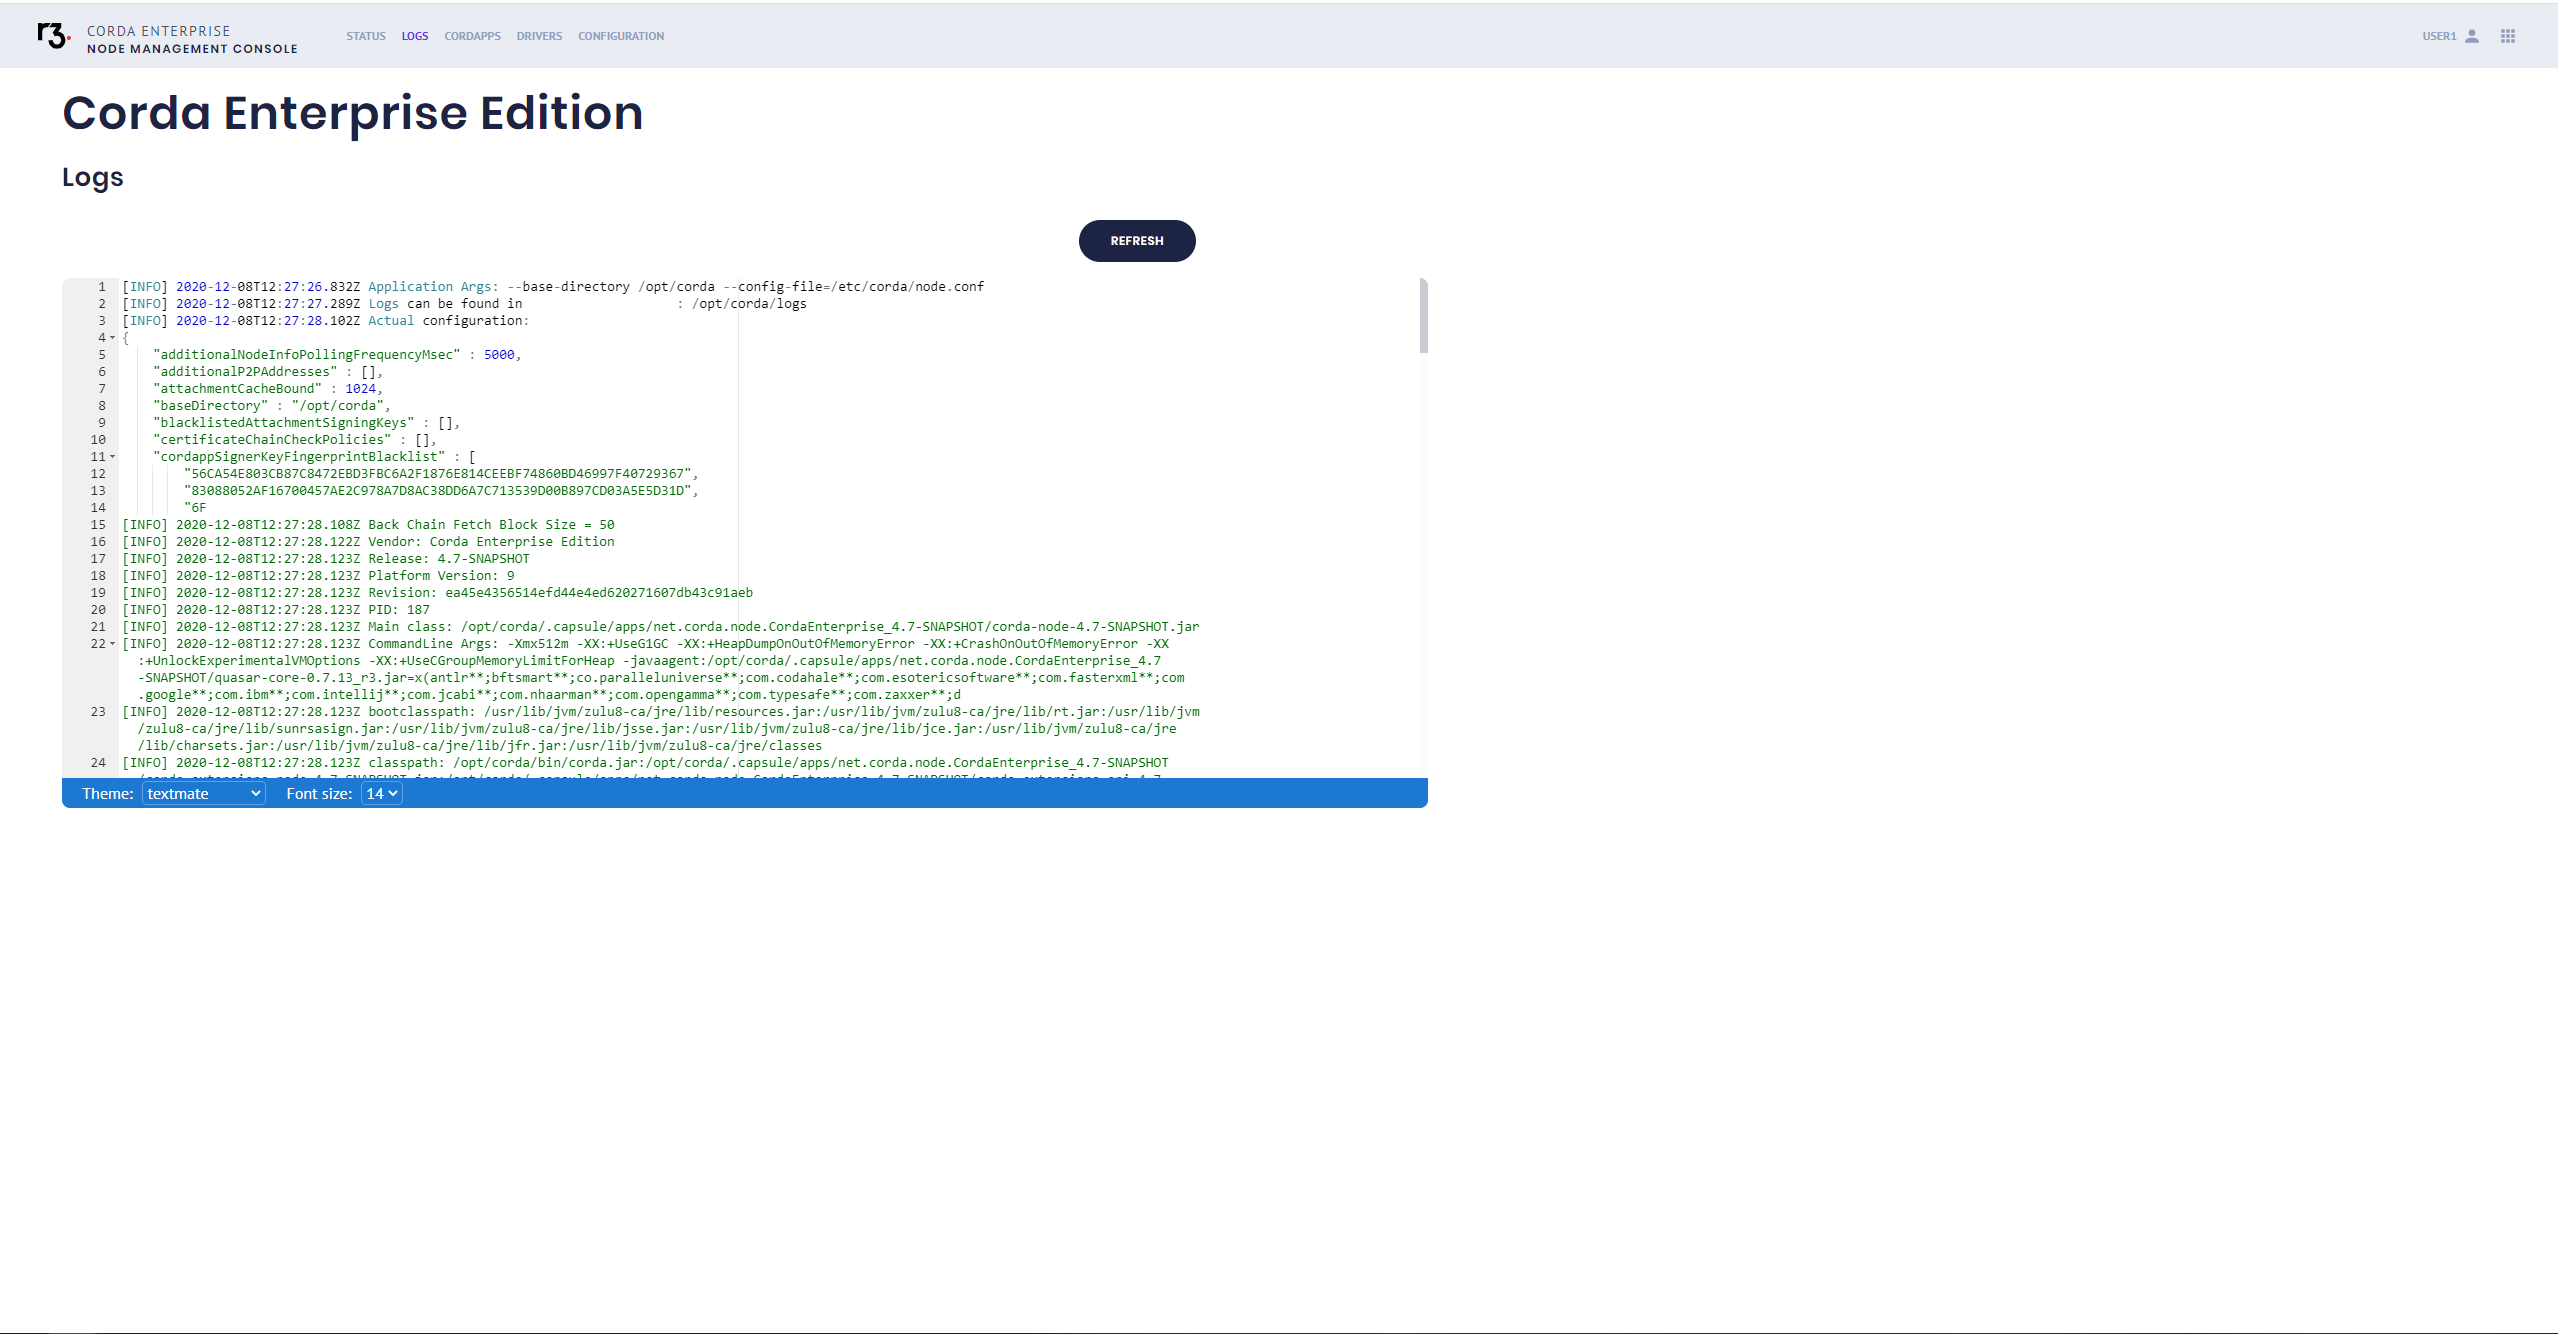 r3.
CORDA ENTERPRISE
NODE MANAGEMENT CONSOLE
STATUS LOGS CORDAPPS DRIVERS CONFIGURATION
USER1
Corda Enterprise Edition
Logs
REFRESH
1 [INFO] 2020-12-08T12:27:26.832Z Application Args: --base-directory /opt/corda --config-file=/etc/corda/node.conf
2 [INFO] 2020-12-08T12:27:27.289Z Logs can be found in : /opt/corda/logs
3 [INFO] 2020-12-08T12:27:28.102Z Actual configuration:
4 {
5 "additionalNodeInfoPollingFrequencyMsec" : 5000,
6 "additionalP2PAddresses" : [],
7 "attachmentCacheBound" : 1024,
8 "baseDirectory" : "/opt/corda",
9 "blacklistedAttachmentSigningKeys" : [],
10 "certificateChainCheckPolicies" : [],
11 "cordappSignerKeyFingerprintBlacklist" : [
12 "56CA54E803CB87C8472EBD3FBC6A2F1876E814CEEBF74860BD46997F40729367",
13 "83088052AF16700457AE2C978A7D8AC38DD6A7C713539D00B897CD03A5E5D31D",
14 "6F
15 [INFO] 2020-12-08T12:27:28.108Z Back Chain Fetch Block Size = 50
16 [INFO] 2020-12-08T12:27:28.122Z Vendor: Corda Enterprise Edition
17 [INFO] 2020-12-08T12:27:28.123Z Release: 4.7-SNAPSHOT
18 [INFO] 2020-12-08T12:27:28.123Z Platform Version: 9
19 [INFO] 2020-12-08T12:27:28.123Z Revision: ea45e4356514efd44e4ed620271607db43c91aeb
20 [INFO] 2020-12-08T12:27:28.123Z PID: 187
21 [INFO] 2020-12-08T12:27:28.123Z Main class: /opt/corda/.capsule/apps/net.corda.node.CordaEnterprise_4.7-SNAPSHOT/corda-node-4.7-SNAPSHOT.jar
22 [INFO] 2020-12-08T12:27:28.123Z CommandLine Args: -Xmx512m -XX:+UseG1GC -XX:+HeapDumpOnOutOfMemoryError -XX:+CrashOnOutOfMemoryError -XX
:+UnlockExperimentalVMOptions -XX:+UseCGroupMemoryLimitForHeap -javaagent:/opt/corda/.capsule/apps/net.corda.node.CordaEnterprise_4.7
-SNAPSHOT/quasar-core-0.7.13_r3.jar=x(antlr**;bftsmart**;co.paralleluniverse**;com.codahale**;com.esotericsoftware**;com.fasterxml**;com
.google**;com.ibm**;com.intellij**;com.jcabi**;com.nhaarman**;com.opengamma**;com.typesafe**;com.zaxxer**;d
23 [INFO] 2020-12-08T12:27:28.123Z bootclasspath: /usr/lib/jvm/zulu8-ca/jre/lib/resources.jar:/usr/lib/jvm/zulu8-ca/jre/lib/rt.jar:/usr/lib/jvm
/zulu8-ca/jre/lib/sunrsasign.jar:/usr/lib/jvm/zulu8-ca/jre/lib/jsse.jar:/usr/lib/jvm/zulu8-ca/jre/lib/jce.jar:/usr/lib/jvm/zulu8-ca/jre
/lib/charsets.jar:/usr/lib/jvm/zulu8-ca/jre/lib/jfr.jar:/usr/lib/jvm/zulu8-ca/jre/classes
24 [INFO] 2020-12-08T12:27:28.123Z classpath: /opt/corda/bin/corda.jar:/opt/corda/.capsule/apps/net.corda.node.CordaEnterprise_4.7-SNAPSHOT
Theme: textmate Font size: 14